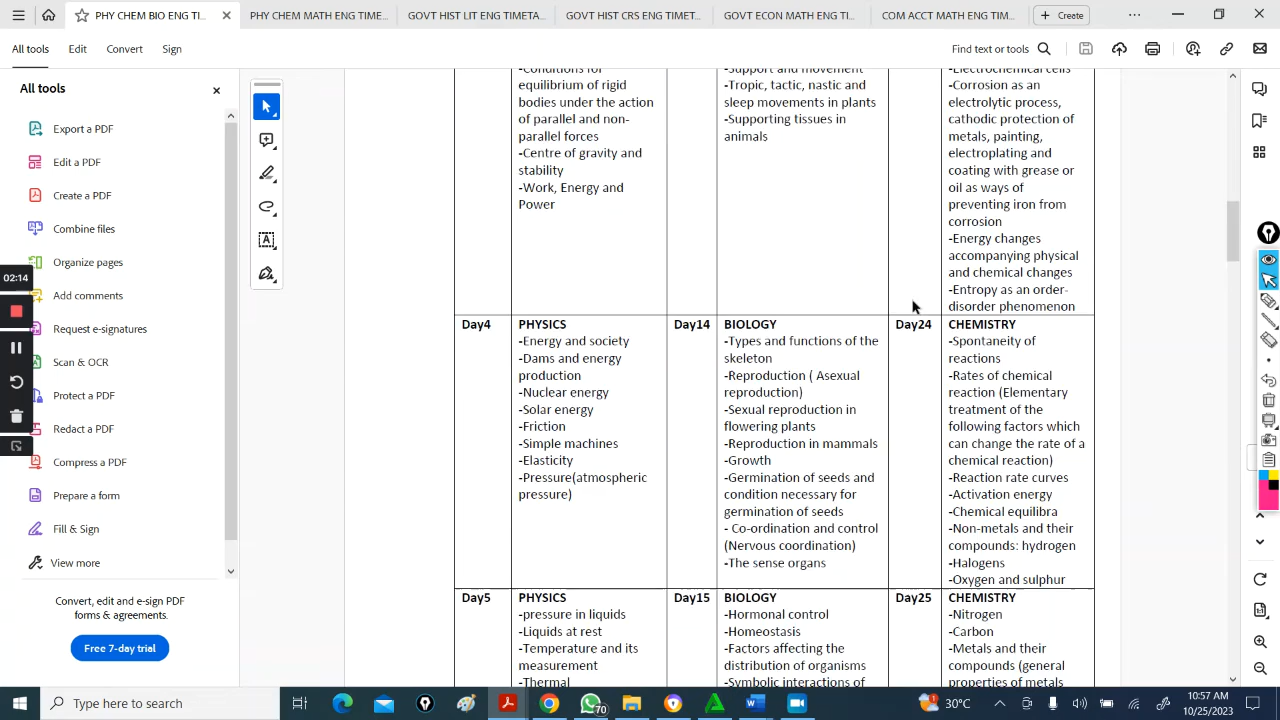 PHY CHEM BIO ENG TI...
PHY CHEM MATH ENG TIME...
GOVT HIST LIT ENG TIMETA...
GOVT HIST CRS ENG TIMET...
GOVT ECON MATH ENG TI...
COM ACCT MATH ENG TIM...
Create
All tools
Edit
Convert
Sign
Find text or tools
All tools
Export a PDF
Edit a PDF
Create a PDF
Combine files
Organize pages
Add comments
Request e-signatures
Scan & OCR
Protect a PDF
Redact a PDF
Compress a PDF
Prepare a form
Fill & Sign
View more
Convert, edit and e-sign PDF
forms & agreements.
Free 7-day trial
02:14
-Conditions for
equilibrium of rigid
bodies under the action
of parallel and non-
parallel forces
-Centre of gravity and
stability
-Work, Energy and
Power
-Support and movement
-Tropic, tactic, nastic and
sleep movements in plants
-Supporting tissues in
animals
-Electrochemical cells
-Corrosion as an
electrolytic process,
cathodic protection of
metals, painting,
electroplating and
coating with grease or
oil as ways of
preventing iron from
corrosion
-Energy changes
accompanying physical
and chemical changes
-Entropy as an order-
disorder phenomenon
Day4
PHYSICS
-Energy and society
-Dams and energy
production
-Nuclear energy
-Solar energy
-Friction
-Simple machines
-Elasticity
-Pressure(atmospheric
pressure)
Day14
BIOLOGY
-Types and functions of the
skeleton
-Reproduction ( Asexual
reproduction)
-Sexual reproduction in
flowering plants
-Reproduction in mammals
-Growth
-Germination of seeds and
condition necessary for
germination of seeds
- Co-ordination and control
(Nervous coordination)
-The sense organs
Day24
CHEMISTRY
-Spontaneity of
reactions
-Rates of chemical
reaction (Elementary
treatment of the
following factors which
can change the rate of a
chemical reaction)
-Reaction rate curves
-Activation energy
-Chemical equilibra
-Non-metals and their
compounds: hydrogen
-Halogens
-Oxygen and sulphur
Day5
PHYSICS
-pressure in liquids
-Liquids at rest
-Temperature and its
measurement
-Thermal
Day15
BIOLOGY
-Hormonal control
-Homeostasis
-Factors affecting the
distribution of organisms
-Symbolic interactions of
Day25
CHEMISTRY
-Nitrogen
-Carbon
-Metals and their
compounds (general
properties of metals
Type here to search
70
1
30°C
10:57 AM
10/25/2023